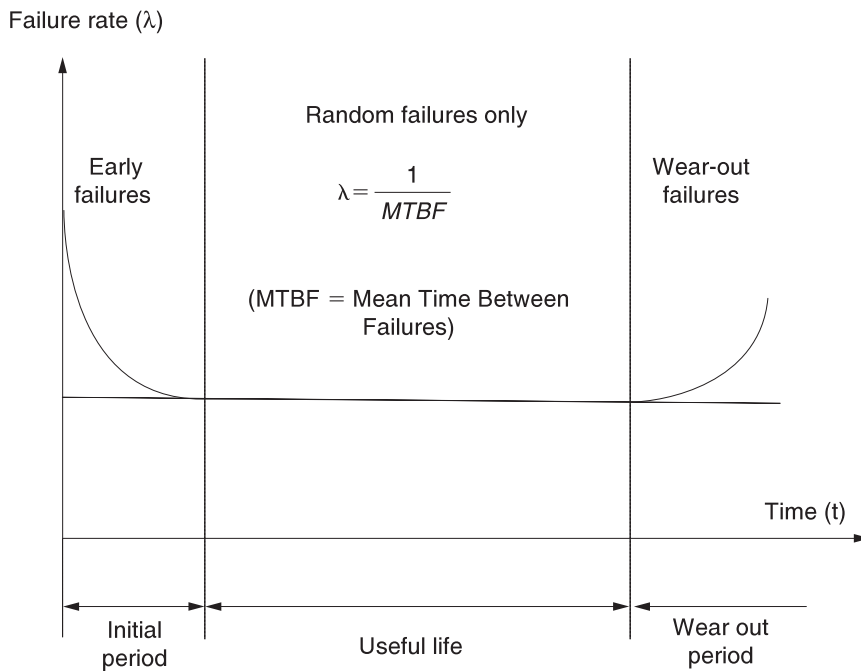 Failure rate (λ)
Random failures only
Early
failures
Wear-out
failures
λ = 1
MTBF
(MTBF = Mean Time Between
Failures)
Time (t)
Initial
period
Useful life
Wear out
period